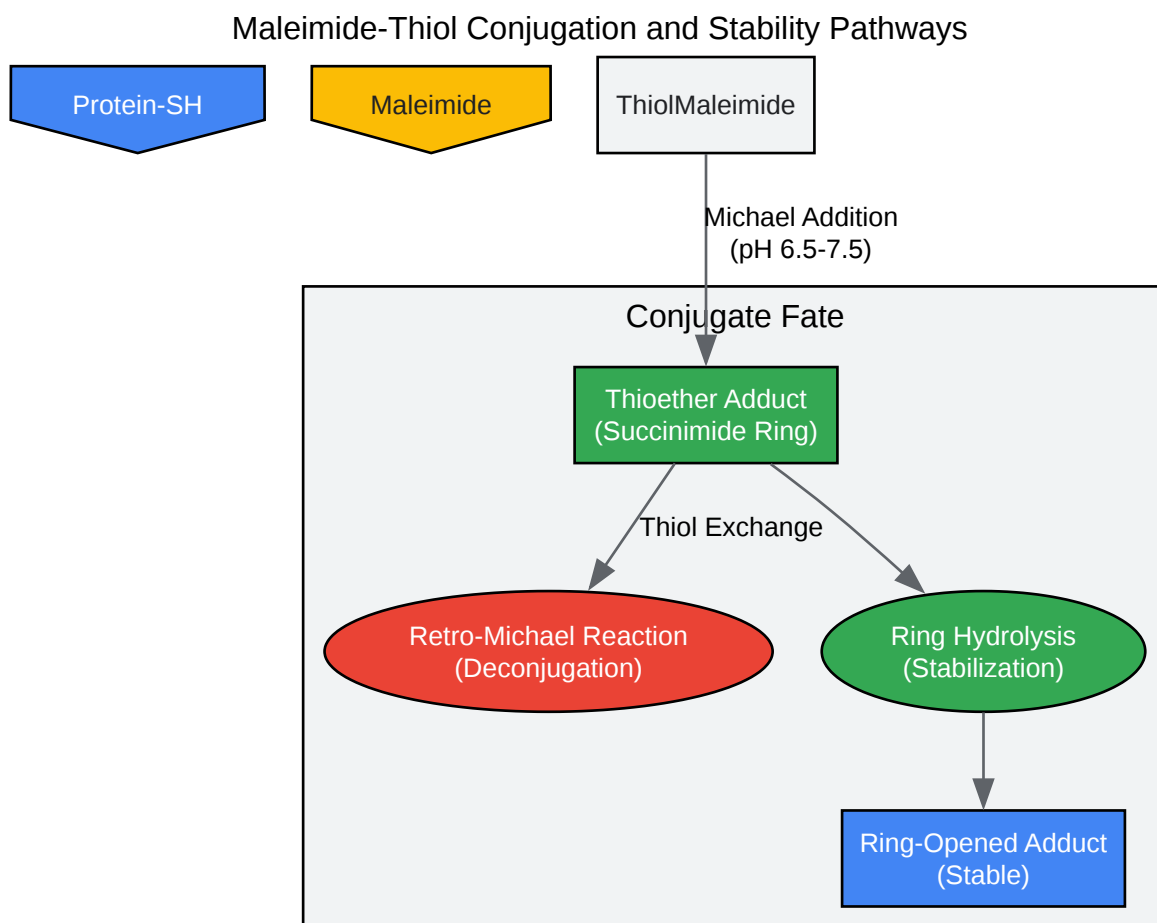 Maleimide-Thiol Conjugation and Stability Pathways
Protein-SH
Maleimide
ThiolMaleimide
Michael Addition
(pH 6.5-7.5)
Conjugate Fate
Thioether Adduct
(Succinimide Ring)
Thiol Exchange
Retro-Michael Reaction
(Deconjugation)
Ring Hydrolysis
(Stabilization)
Ring-Opened Adduct
(Stable)